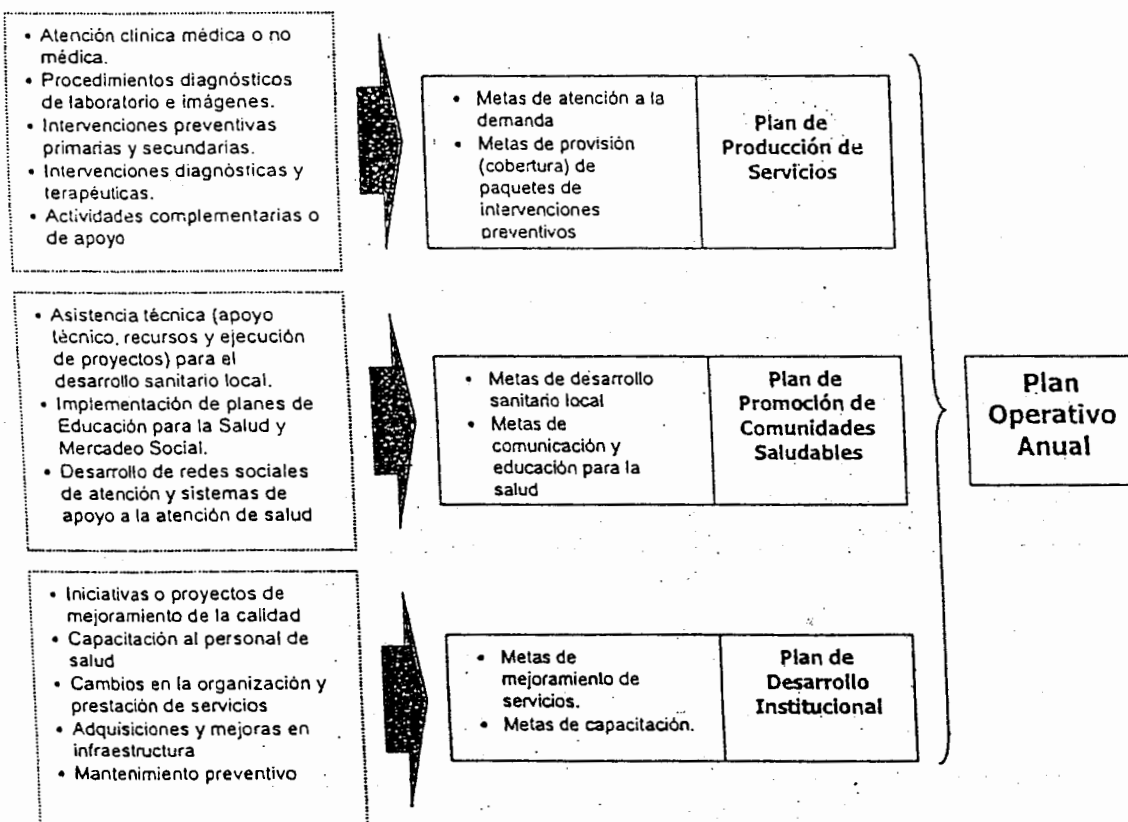 • Atención clínica médica o no
médica.
• Procedimientos diagnósticos
de laboratorio e imágenes.
• Intervenciones preventivas
primarias y secundarias.
• Intervenciones diagnósticas y
terapéuticas.
• Actividades complementarias o
de apoyo
• Metas de atención a la
demanda
• Metas de provisión
(cobertura) de
paquetes de
intervenciones
preventivos
Plan de
Producción de
Servicios
• Asistencia técnica (apoyo
técnico, recursos y ejecución
de proyectos) para el
desarrollo sanitario local.
• Implementación de planes de
Educación para la Salud y
Mercadeo Social.
• Desarrollo de redes sociales
de atención y sistemas de
apoyo a la atención de salud
• Metas de desarrollo
sanitario local
• Metas de
comunicación y
educación para la
salud
Plan de
Promoción de
Comunidades
Saludables
• Iniciativas o proyectos de
mejoramiento de la calidad
• Capacitación al personal de
salud
• Cambios en la organización y
prestación de servicios
• Adquisiciones y mejoras en
infraestructura
• Mantenimiento preventivo
• Metas de
mejoramiento de
servicios.
• Metas de capacitación.
Plan de
Desarrollo
Institucional
Plan
Operativo
Anual